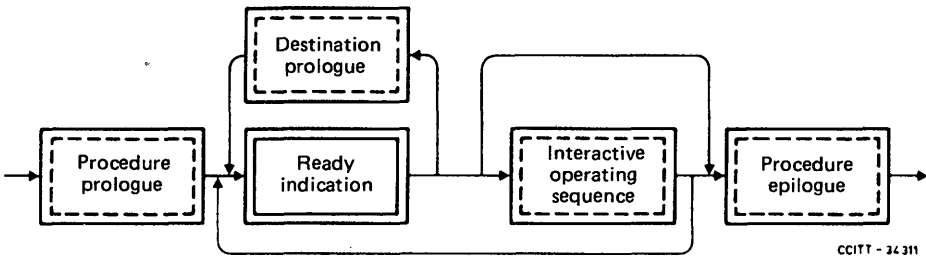 Destination
prologue
Procedure
prologue
Ready
indication
Interactive
operating
sequence
Procedure
epilogue
CCITT - 34311